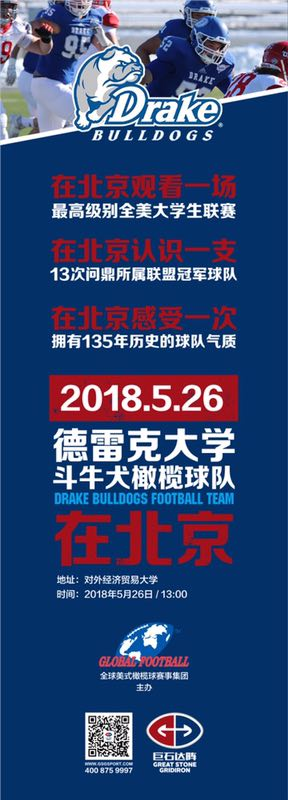 95
52
DRAKE
Drake
BULLDOGS
在北京观看一场
最高级别全美大学生联赛
在北京认识一支
13次问鼎所属联盟冠军球队
在北京感受一次
拥有135年历史的球队气质
2018.5.26
德雷克大学
斗牛犬橄榄球队
DRAKE BULLDOGS FOOTBALL TEAM
在北京
地址：对外经济贸易大学
时间：2018年5月26日 / 13:00
GLOBAL FOOTBALL
全球美式橄榄球赛事集团
主办
WWW.GSGSPORT.COM
400 875 9997
巨石达阵
GREAT STONE
GRIDIRON